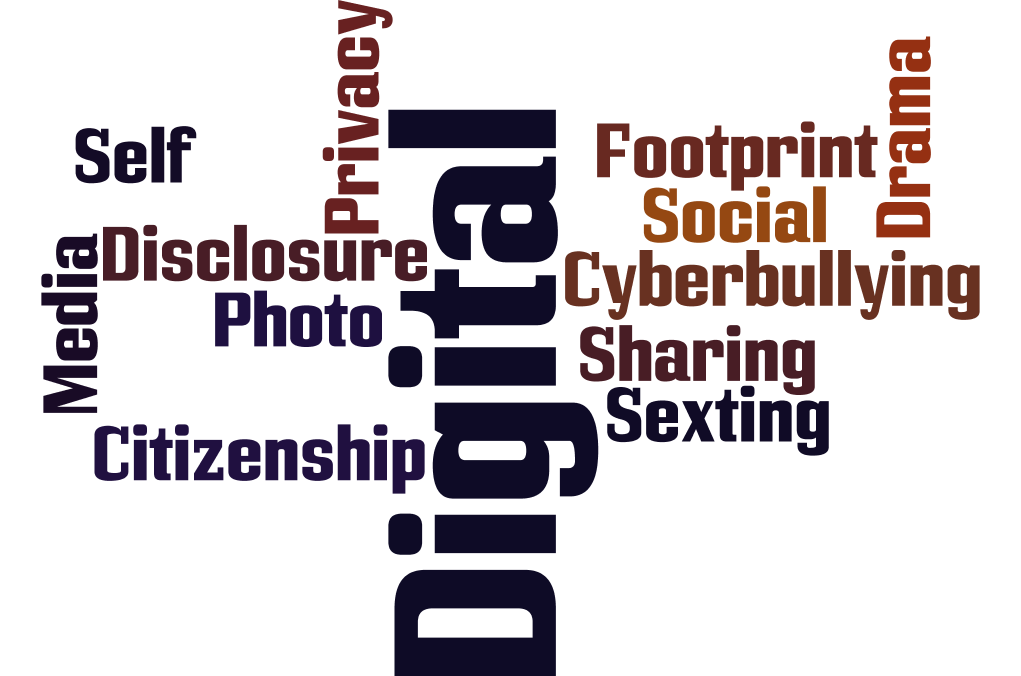 Privacy
Self
Disclosure
Media
Photo
Citizenship
Digital
Footprint
Drama
Social
Cyberbullying
Sharing
Sexting